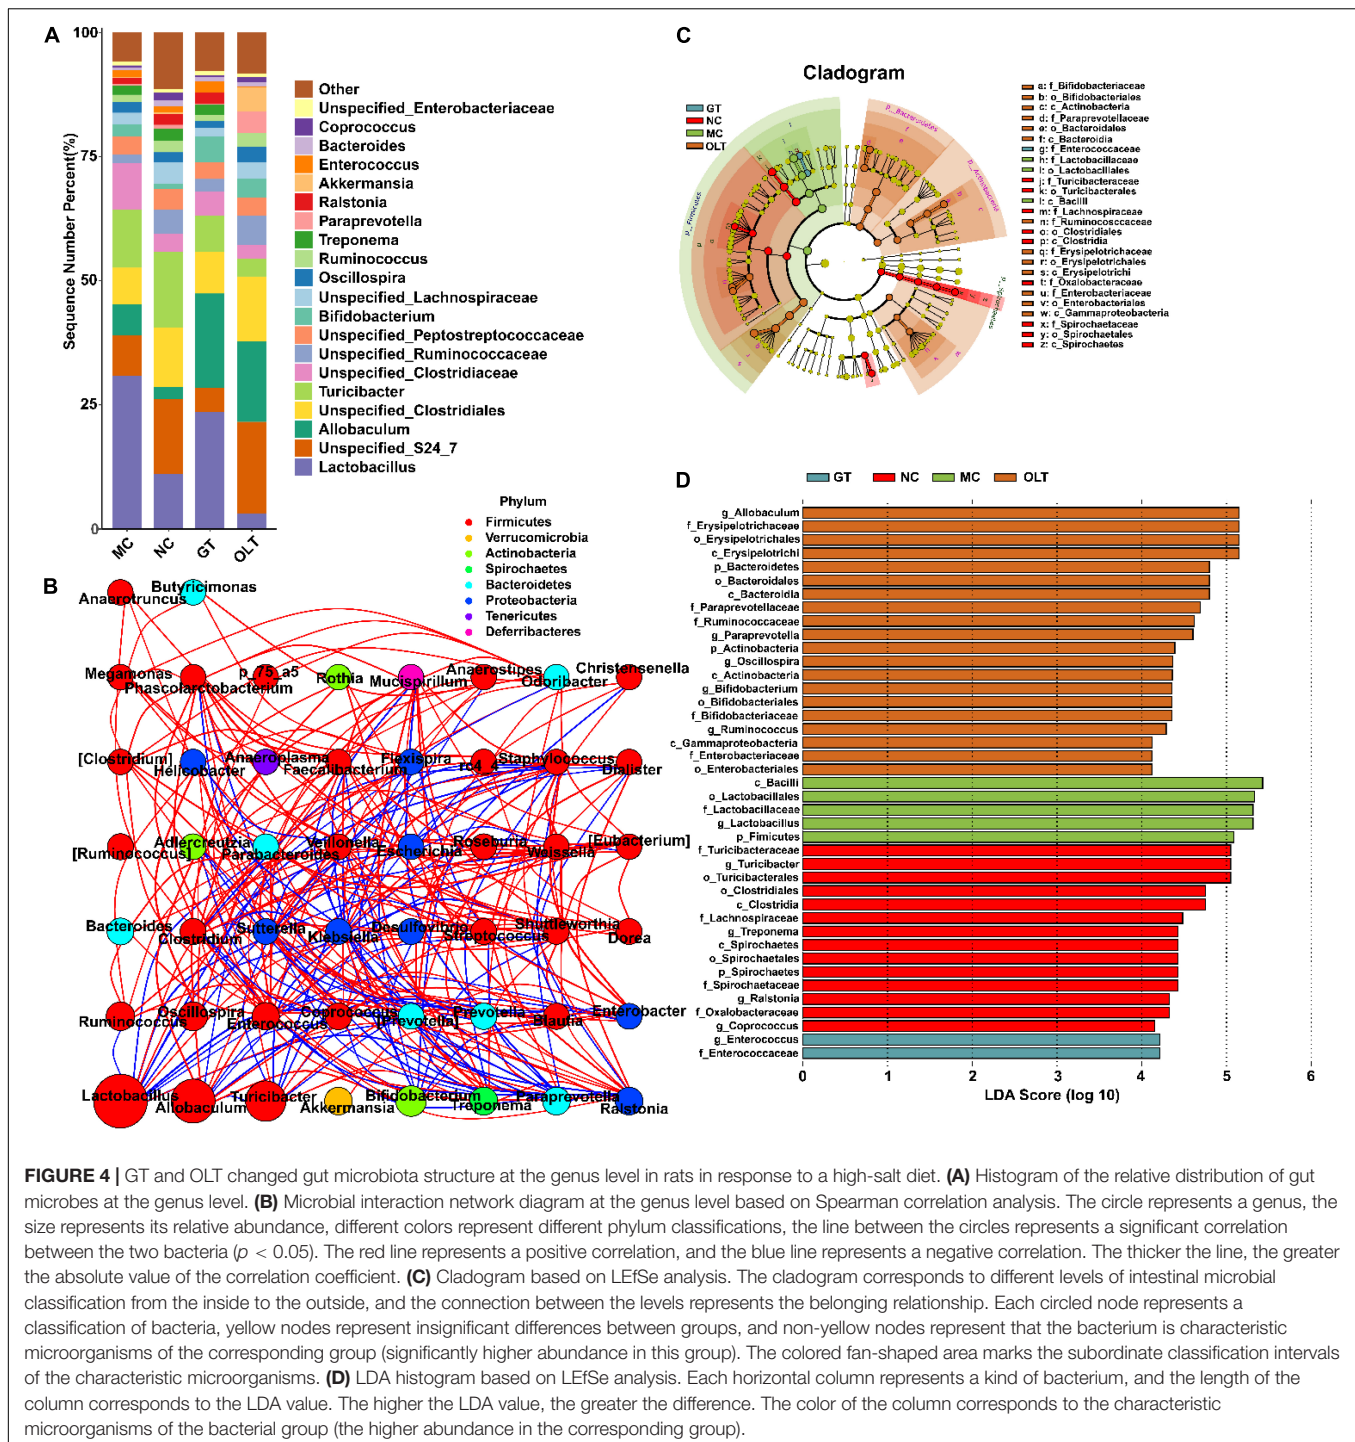 A
100
75
50
25
0
Sequence Number Percent(%)
MC
NC
GT
OLT
Other
Unspecified_Enterobacteriaceae
Coprococcus
Bacteroides
Enterococcus
Akkermansia
Ralstonia
Paraprevotella
Treponema
Ruminococcus
Oscillospira
Unspecified_Lachnospiraceae
Bifidobacterium
Unspecified_Peptostreptococcaceae
Unspecified_Ruminococcaceae
Unspecified_Clostridiaceae
Turicibacter
Unspecified_Clostridiales
Allobaculum
Unspecified_S24_7
Lactobacillus
B
Phylum
Firmicutes
Verrucomicrobia
Actinobacteria
Spirochaetes
Bacteroidetes
Proteobacteria
Tenericutes
Deferribacteres
Anaerotruncus
Butyricimonas
Megamonas
Phascolarctobacterium
p_75_a5
Rothia
Mucispirillum
Anaerostipes
Odoribacter
Christensenella
[Clostridium]
Helicobacter
Anaeroplasma
Faecalibacterium
Flexispira
rc4_4
Staphylococcus
Dialister
[Ruminococcus]
Adlercreutzia
Parabacteroides
Veillonella
Escherichia
Roseburia
Weissella
[Eubacterium]
Bacteroides
Clostridium
Sutterella
Klebsiella
Desulfovibrio
Streptococcus
Shuttleworthia
Dorea
Ruminococcus
Oscillospira
Enterococcus
Coprococcus
[Prevotella]
Prevotella
Blautia
Enterobacter
Lactobacillus
Allobaculum
Turicibacter
Akkermansia
Bifidobacterium
Treponema
Paraprevotella
Ralstonia
C
Cladogram
GT
NC
MC
OLT
p_Bacteroidetes
p_Actinobacteria
p_Firmicutes
p_Spirochaetes
a: f_Bifidobacteriaceae
b: o_Bifidobacteriales
c: c_Actinobacteria
d: f_Paraprevotellaceae
e: o_Bacteroidales
f: c_Bacteroidia
g: f_Enterococcaceae
h: f_Lactobacillaceae
i: o_Lactobacillales
j: f_Turicibacteraceae
k: o_Turicibacterales
l: c_Bacilli
m: f_Lachnospiraceae
n: f_Ruminococcaceae
o: o_Clostridiales
p: c_Clostridia
q: f_Erysipelotrichaceae
r: o_Erysipelotrichales
s: c_Erysipelotrichi
t: f_Oxalobacteraceae
u: f_Enterobacteriaceae
v: o_Enterobacteriales
w: c_Gammaproteobacteria
x: f_Spirochaetaceae
y: o_Spirochaetales
z: c_Spirochaetes
D
GT NC MC OLT
g_Allobaculum
f_Erysipelotrichaceae
o_Erysipelotrichales
c_Erysipelotrichi
p_Bacteroidetes
o_Bacteroidales
c_Bacteroidia
f_Paraprevotellaceae
f_Ruminococcaceae
g_Paraprevotella
p_Actinobacteria
g_Oscillospira
c_Actinobacteria
g_Bifidobacterium
o_Bifidobacteriales
f_Bifidobacteriaceae
g_Ruminococcus
c_Gammaproteobacteria
f_Enterobacteriaceae
o_Enterobacteriales
c_Bacilli
o_Lactobacillales
f_Lactobacillaceae
g_Lactobacillus
p_Fimicutes
f_Turicibacteraceae
g_Turicibacter
o_Turicibacterales
o_Clostridiales
c_Clostridia
f_Lachnospiraceae
g_Treponema
c_Spirochaetes
o_Spirochaetales
p_Spirochaetes
f_Spirochaetaceae
g_Ralstonia
f_Oxalobacteraceae
g_Coprococcus
g_Enterococcus
f_Enterococcaceae
0 1 2 3 4 5 6
LDA Score (log 10)
FIGURE 4 | GT and OLT changed gut microbiota structure at the genus level in rats in response to a high-salt diet. (A) Histogram of the relative distribution of gut
microbes at the genus level. (B) Microbial interaction network diagram at the genus level based on Spearman correlation analysis. The circle represents a genus, the
size represents its relative abundance, different colors represent different phylum classifications, the line between the circles represents a significant correlation
between the two bacteria (p < 0.05). The red line represents a positive correlation, and the blue line represents a negative correlation. The thicker the line, the greater
the absolute value of the correlation coefficient. (C) Cladogram based on LEfSe analysis. The cladogram corresponds to different levels of intestinal microbial
classification from the inside to the outside, and the connection between the levels represents the belonging relationship. Each circled node represents a
classification of bacteria, yellow nodes represent insignificant differences between groups, and non-yellow nodes represent that the bacterium is characteristic
microorganisms of the corresponding group (significantly higher abundance in this group). The colored fan-shaped area marks the subordinate classification intervals
of the characteristic microorganisms. (D) LDA histogram based on LEfSe analysis. Each horizontal column represents a kind of bacterium, and the length of the
column corresponds to the LDA value. The higher the LDA value, the greater the difference. The color of the column corresponds to the characteristic
microorganisms of the bacterial group (the higher abundance in the corresponding group).